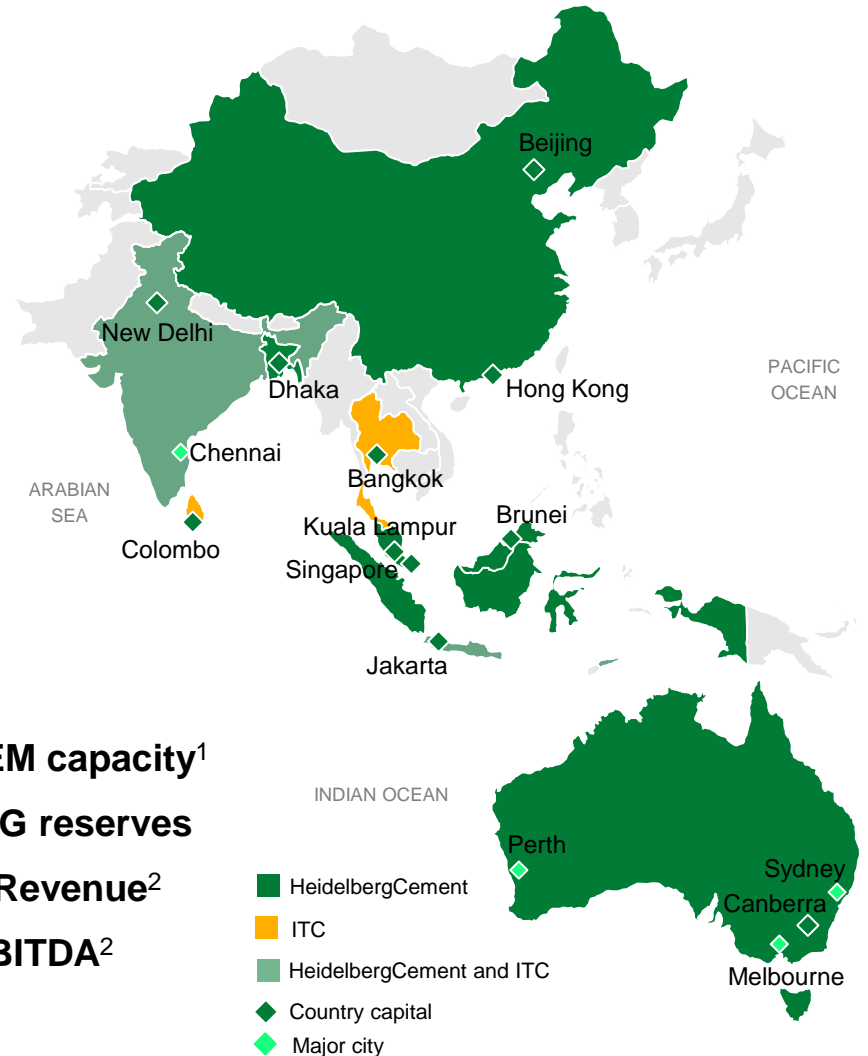 Beijing
New Delhi
Dhaka
Hong Kong
PACIFIC
OCEAN
Chennai
Bangkok
ARABIAN
SEA
Kuala Lampur
Brunei
Colombo
Singapore
Jakarta
EM capacity1
INDIAN OCEAN
G reserves
Perth
Revenue2
Sydney
HeidelbergCement
Canberra
ITC
BITDA2
HeidelbergCement and ITC
Melbourne
Country capital
Major city